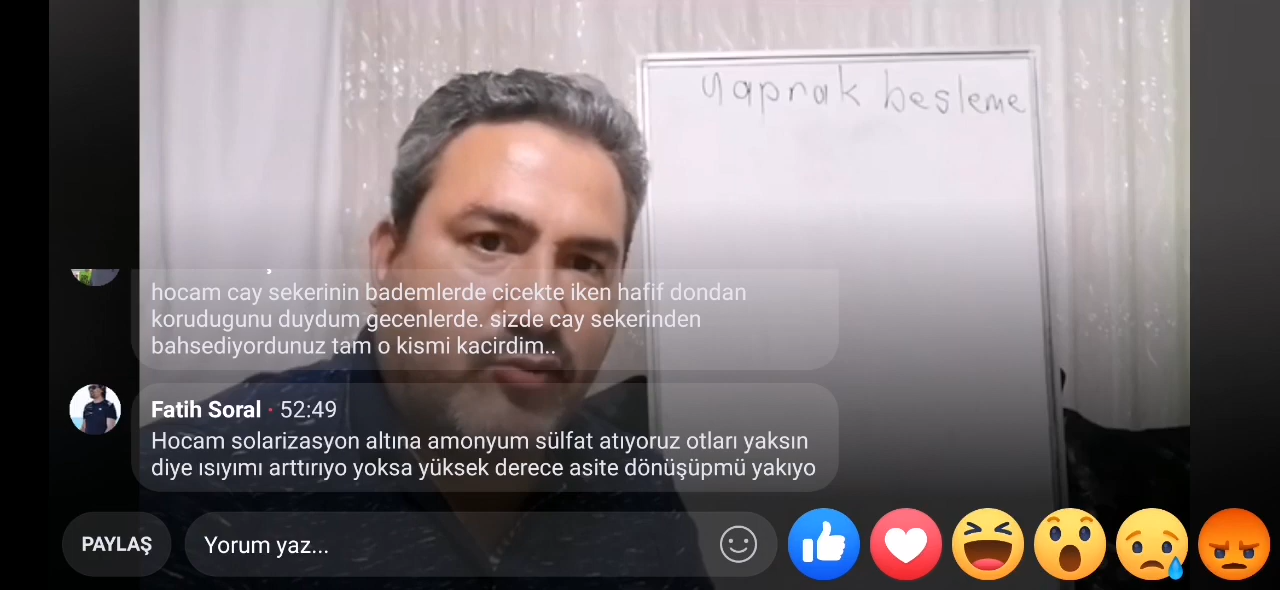 yaprak besleme
hocam cay sekerinin bademlerde cicekte iken hafif dondan
korudugunu duydum gecenlerde. sizde cay sekerinden
bahsediyordunuz tam o kismi kacirdim..
Fatih Soral · 52:49
Hocam solarizasyon altına amonyum sülfat atıyoruz otları yaksın
diye ısıyımı arttırıyo yoksa yüksek derece asite dönüşüpmü yakıyo
PAYLAŞ
Yorum yaz...